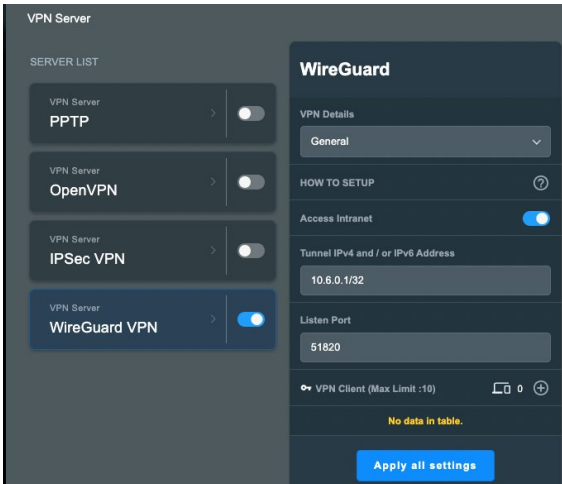 VPN Server
SERVER LIST
VPN Server
PPTP
VPN Server
OpenVPN
VPN Server
IPSec VPN
VPN Server
WireGuard VPN
WireGuard
VPN Details
General
HOW TO SETUP
Access Intranet
Tunnel IPv4 and / or IPv6 Address
10.6.0.1/32
Listen Port
51820
VPN Client (Max Limit :10) 0
No data in table.
Apply all settings